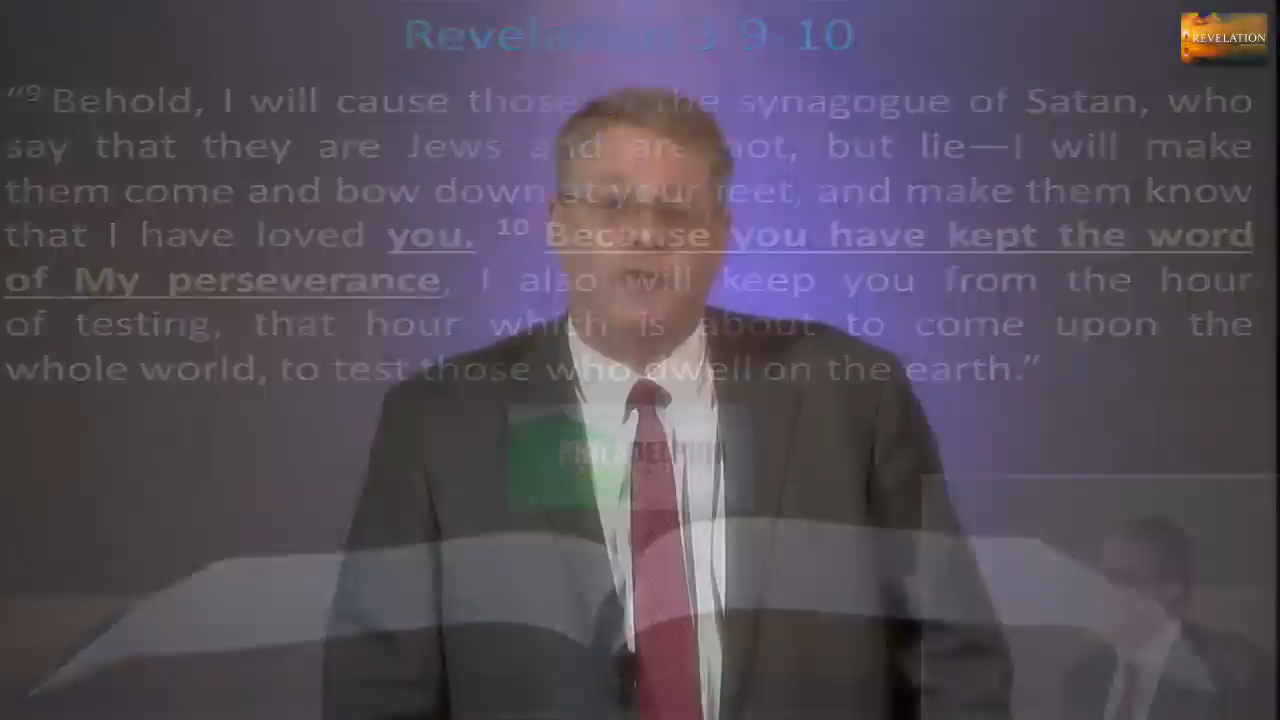 Revelation 3 9-10
REVELATION
“⁹ Behold, I will cause those of the synagogue of Satan, who
say that they are Jews and are not, but lie—I will make
them come and bow down at your feet, and make them know
that I have loved you. ¹⁰ Because you have kept the word
of My perseverance, I also will keep you from the hour
of testing, that hour which is about to come upon the
whole world, to test those who dwell on the earth.”
PHILADELPHIA